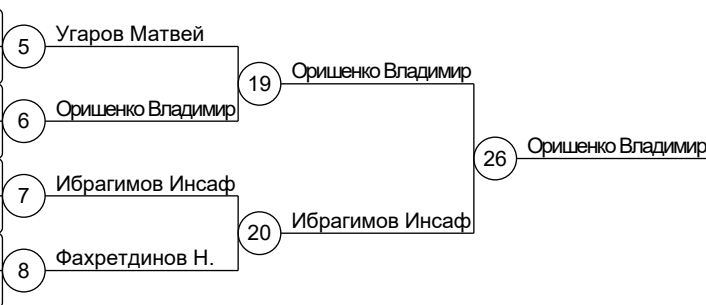 5 Угаров Матвей
19 Оришенко Владимир
6 Оришенко Владимир
26 Оришенко Владимир
7 Ибрагимов Инсаф
20 Ибрагимов Инсаф
8 Фахретдинов Н.